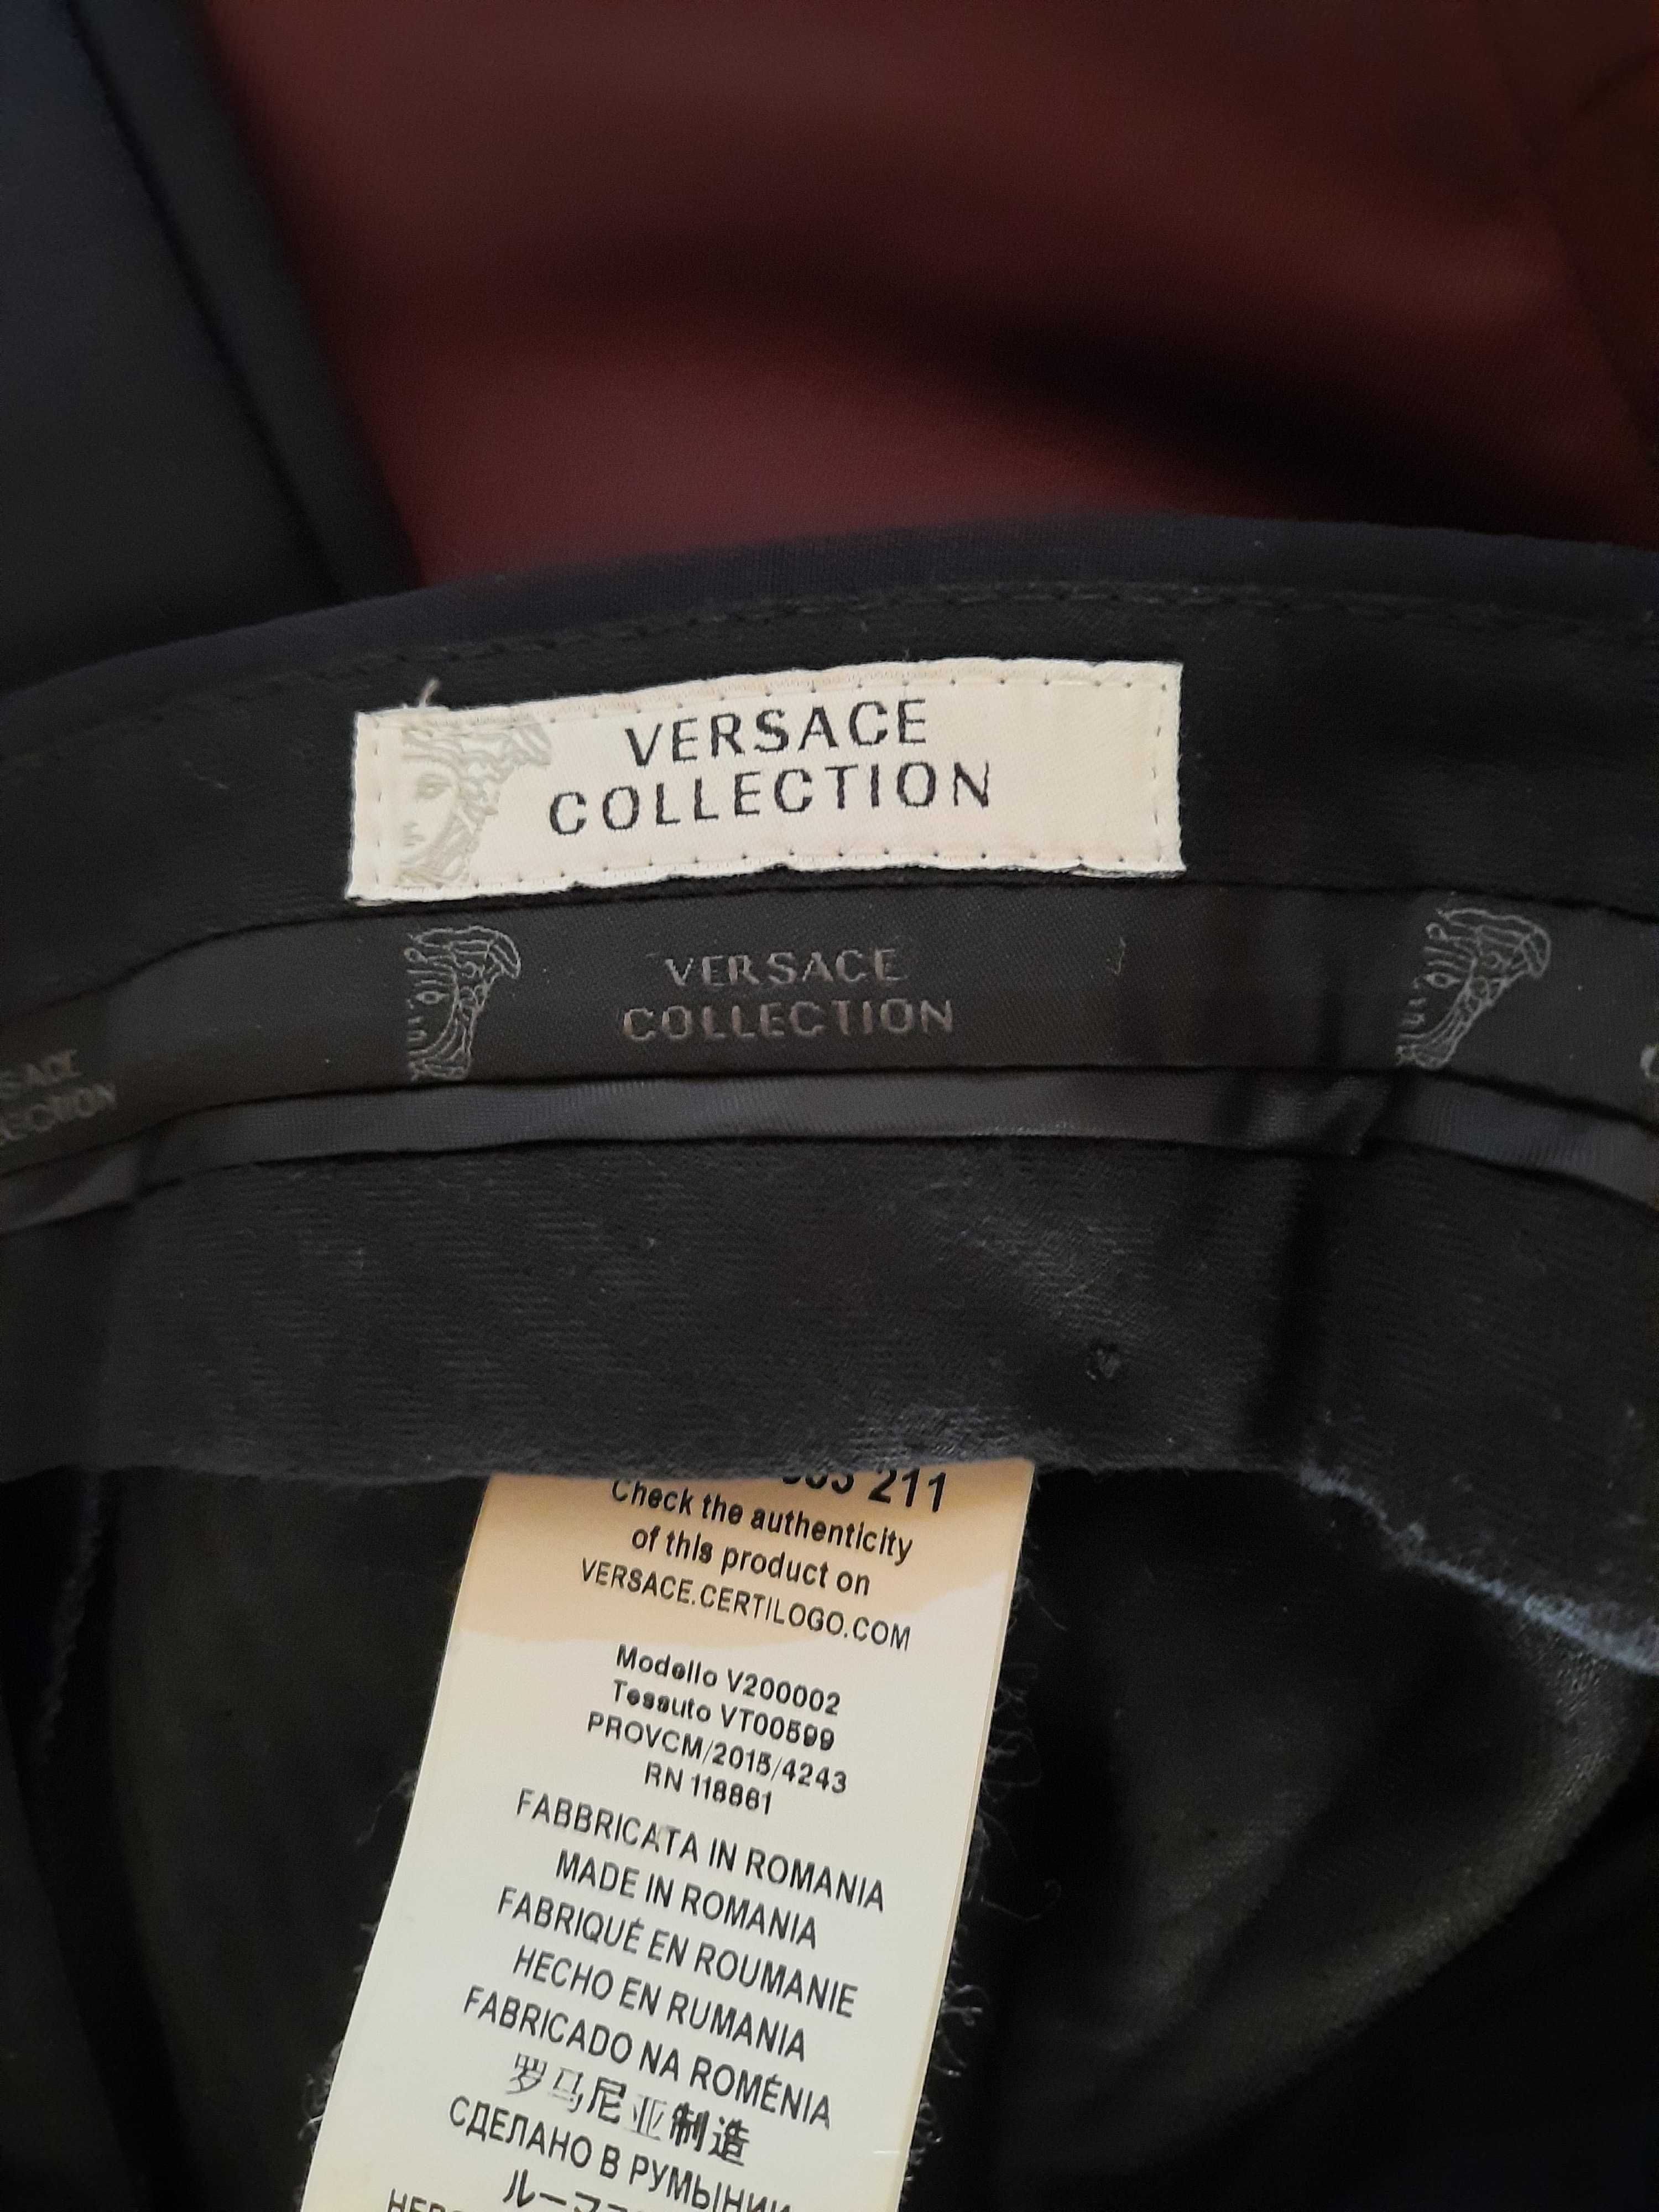 VERSACE
COLLECTION
VERSACE
COLLECTION
211
Check the authenticity
of this product on
VERSACE.CERTILOGO.COM
Modello V200002
Tessuto VT00599
PROVCM/2015/4243
RN 118861
FABBRICATA IN ROMANIA
MADE IN ROMANIA
FABRIQUÉ EN ROUMANIE
HECHO EN RUMANIA
FABRICADO NA ROMÉNIA
罗马尼亚制造
СДЕЛАНО В РУМЫНИИ